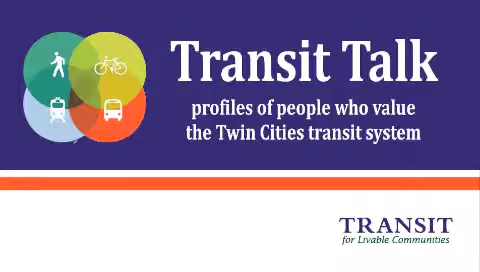 Transit Talk
profiles of people who value
the Twin Cities transit system
TRANSIT
for Livable Communities